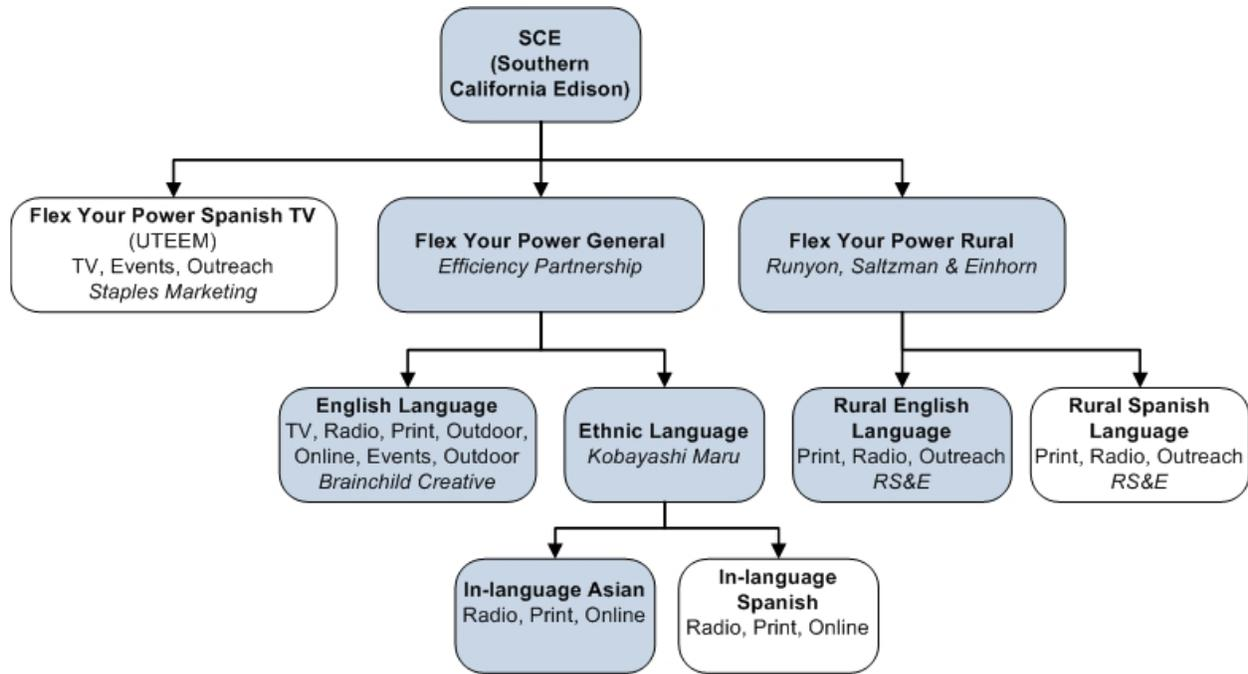 SCE
(Southern
California Edison)
Flex Your Power Spanish TV
(UTEEM)
TV, Events, Outreach
Staples Marketing
Flex Your Power General
Efficiency Partnership
Flex Your Power Rural
Runyon, Saltzman & Einhorn
English Language
TV, Radio, Print, Outdoor,
Online, Events, Outdoor
Brainchild Creative
Ethnic Language
Kobayashi Maru
Rural English
Language
Print, Radio, Outreach
RS&E
Rural Spanish
Language
Print, Radio, Outreach
RS&E
In-language Asian
Radio, Print, Online
In-language
Spanish
Radio, Print, Online